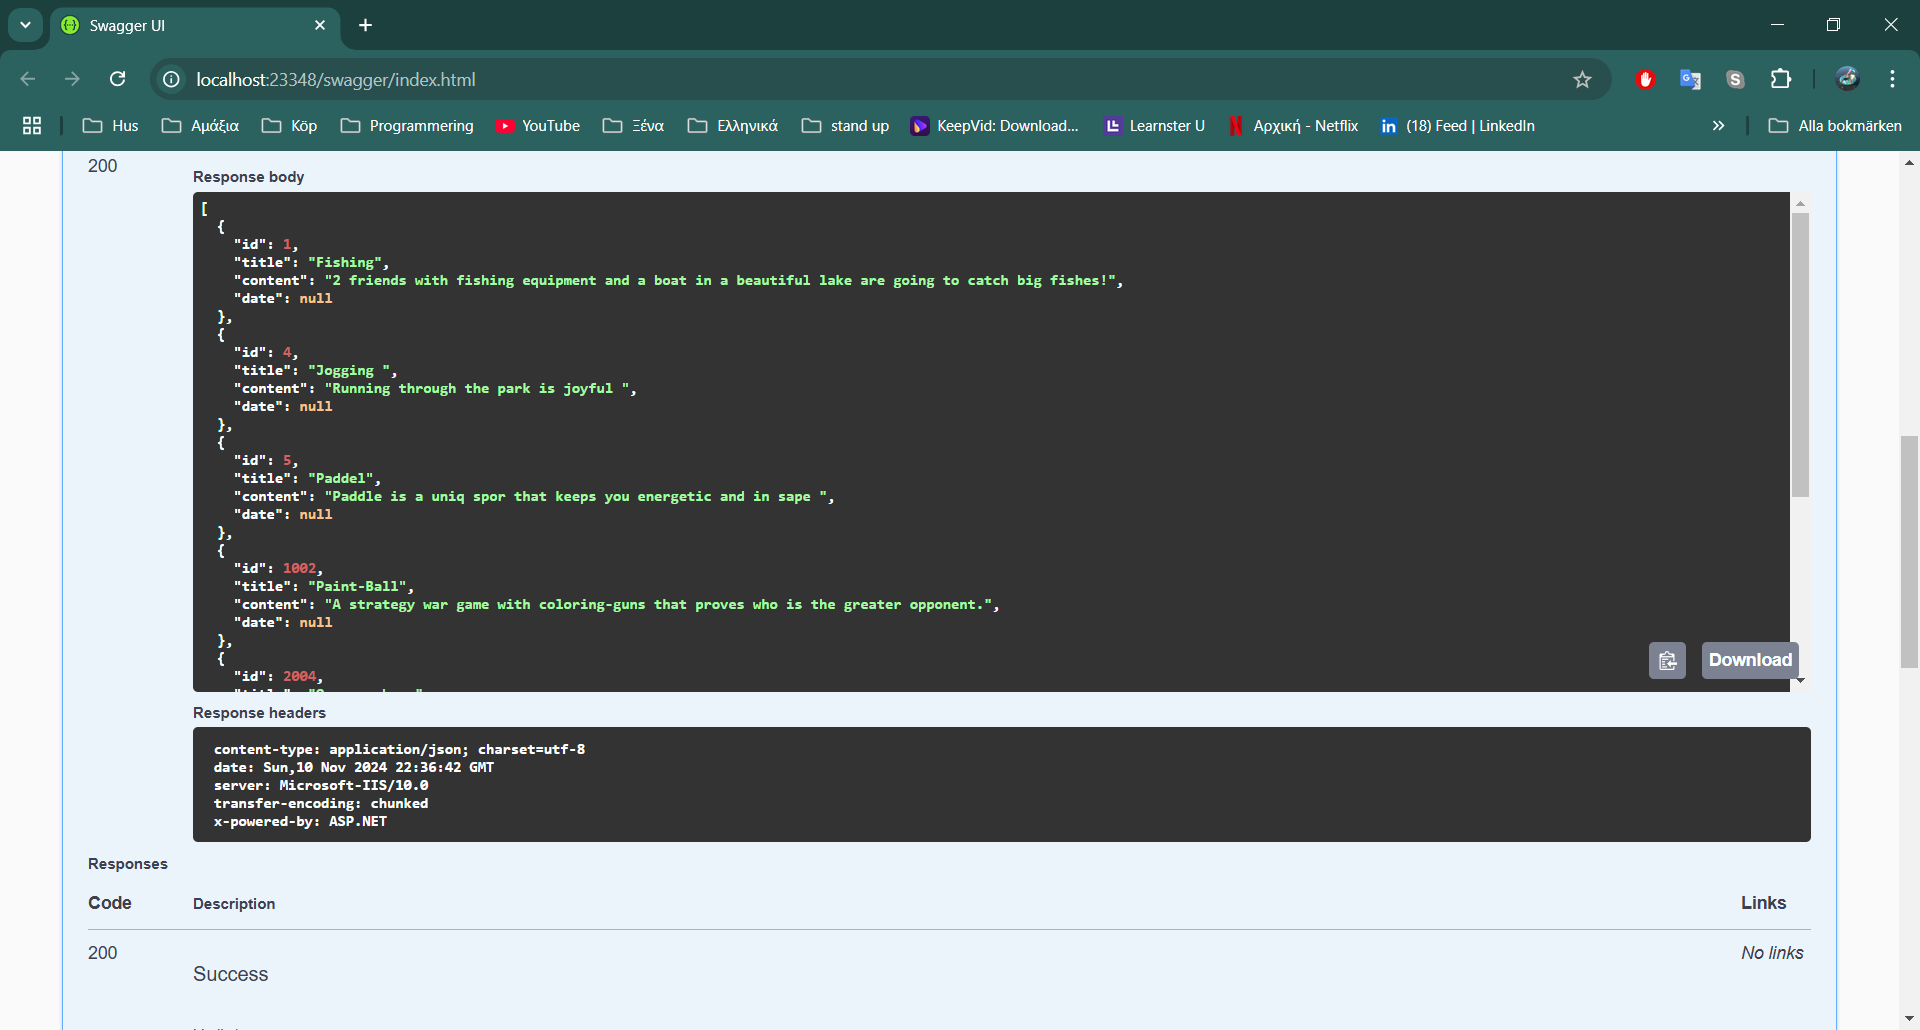 Swagger UI
localhost:23348/swagger/index.html
Hus Αμάξια Köp Programmering YouTube Ξένα Ελληνικά stand up KeepVid: Download... Learnster U Αρχική - Netflix (18) Feed | LinkedIn Alla bokmärken
200
Response body
[
{
"id": 1,
"title": "Fishing",
"content": "2 friends with fishing equipment and a boat in a beautiful lake are going to catch big fishes!",
"date": null
},
{
"id": 4,
"title": "Jogging ",
"content": "Running through the park is joyful ",
"date": null
},
{
"id": 5,
"title": "Paddel",
"content": "Paddle is a uniq spor that keeps you energetic and in sape ",
"date": null
},
{
"id": 1002,
"title": "Paint-Ball",
"content": "A strategy war game with coloring-guns that proves who is the greater opponent.",
"date": null
},
{
"id": 2004,
Download
Response headers
content-type: application/json; charset=utf-8
date: Sun,10 Nov 2024 22:36:42 GMT
server: Microsoft-IIS/10.0
transfer-encoding: chunked
x-powered-by: ASP.NET
Responses
Code Description Links
200 No links
Success